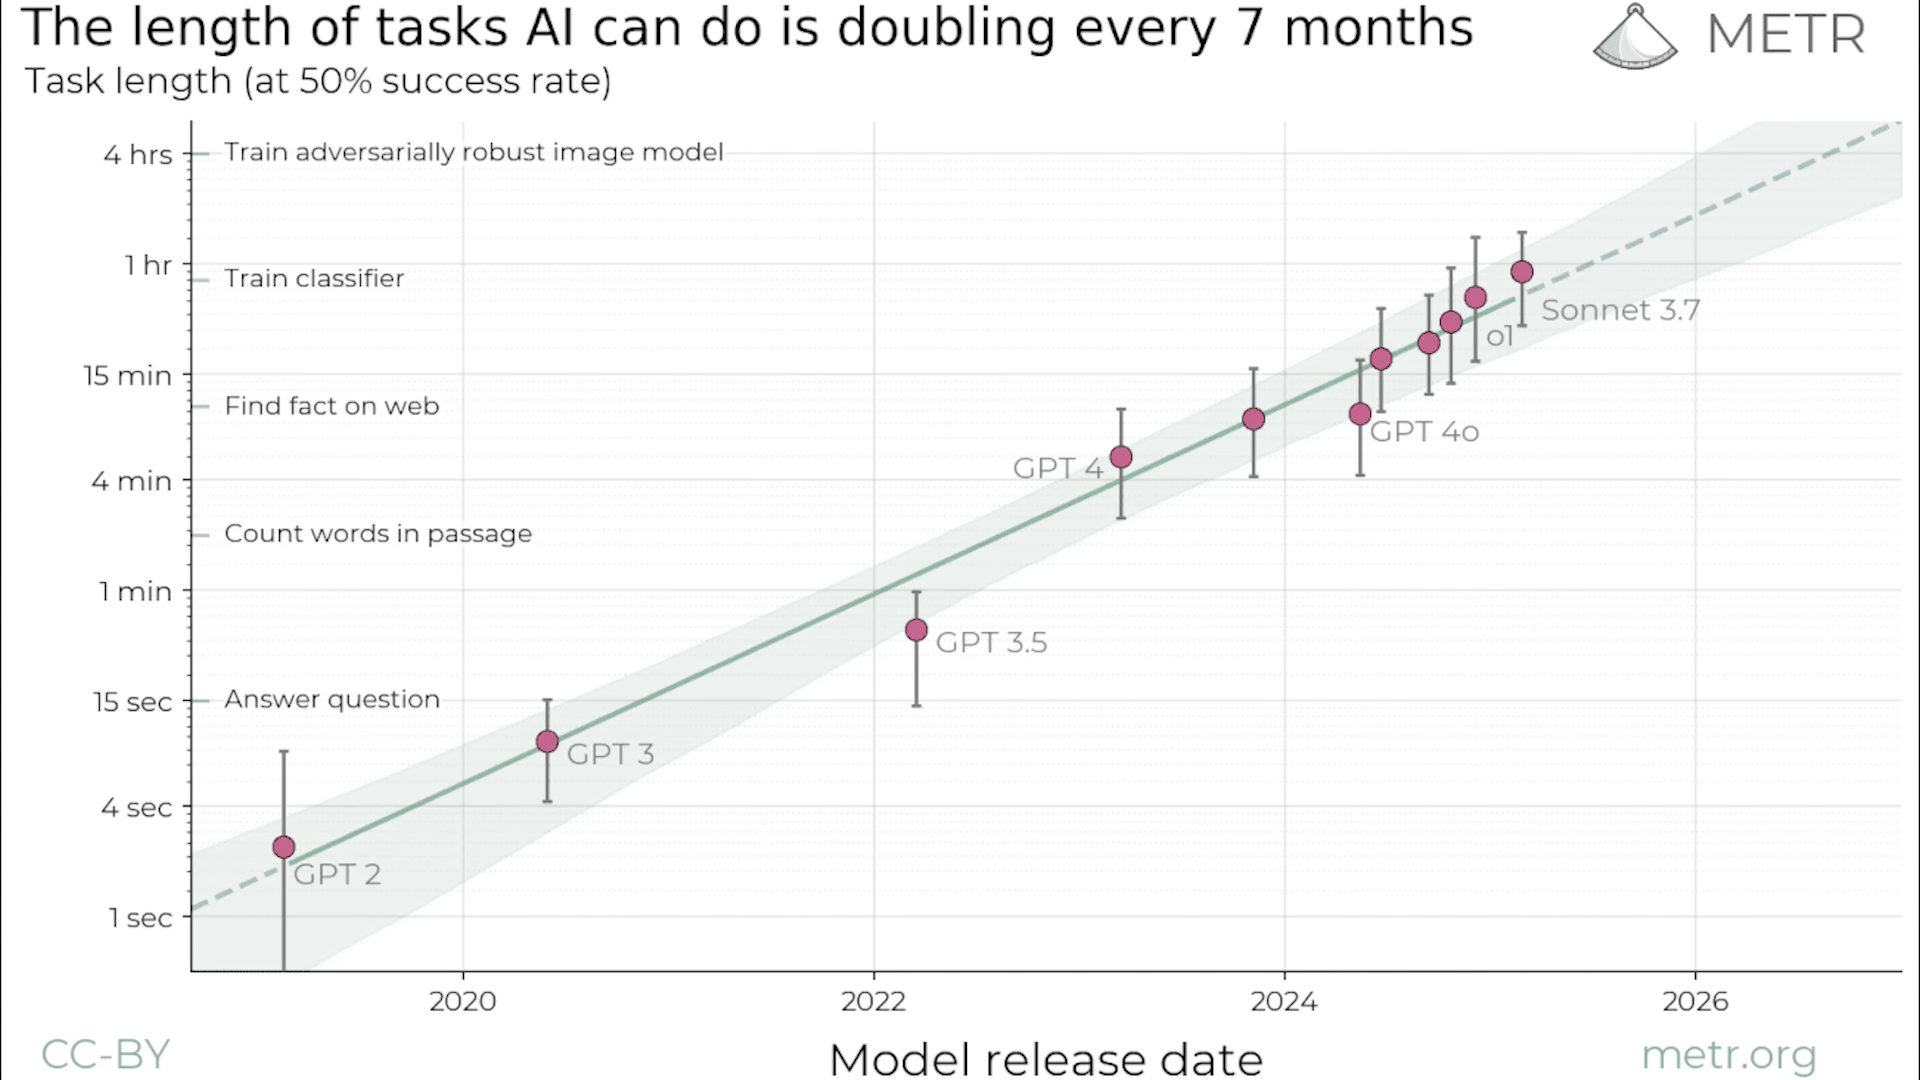 The length of tasks AI can do is doubling every 7 months
METR
Task length (at 50% success rate)
4 hrs
Train adversarially robust image model
1 hr
Train classifier
Sonnet 3.7
o1
15 min
Find fact on web
GPT 4o
GPT 4
4 min
Count words in passage
1 min
GPT 3.5
15 sec
Answer question
GPT 3
4 sec
GPT 2
1 sec
2020
2022
2024
2026
CC-BY
Model release date
metr.org